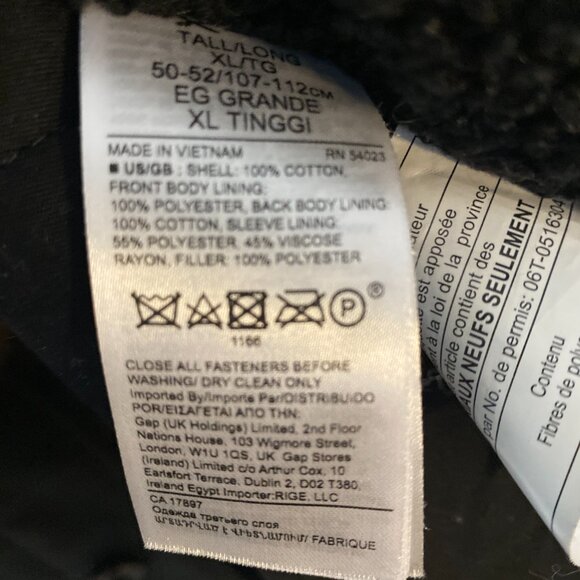 TALL/LONG
XL/TG
50-52/107-112CM
EG GRANDE
XL TINGGI
MADE IN VIETNAM RN 54023
■ US/GB : SHELL: 100% COTTON,
FRONT BODY LINING:
100% POLYESTER, BACK BODY LINING:
100% COTTON, SLEEVE LINING:
55% POLYESTER, 45% VISCOSE
RAYON, FILLER: 100% POLYESTER
P ®
1166
CLOSE ALL FASTENERS BEFORE
WASHING/ DRY CLEAN ONLY
Imported By/Importe Par/DISTRIBUIDO
POR/ΕΙΣΑΓΕΤΑΙ ΑΠΟ ΤΗΝ:
Gap (UK Holdings) Limited, 2nd Floor
Nations House, 103 Wigmore Street,
London, W1U 1QS, UK Gap Stores
(Ireland) Limited c/o Arthur Cox, 10
Earlsfort Terrace, Dublin 2, D02 T380,
Ireland Egypt Importer:RIGE, LLC
CA 17897
Одежда третьего слоя
ԱՐՏԱԴՐՎԱԾ Է ՎԻԵՏՆԱՄՈՒՄ/ FABRIQUE
est apposée
à la loi de la province
article contient des
AUX NEUFS SEULEMENT
par No. de permis: 06T-0516304
Contenu
Fibres de